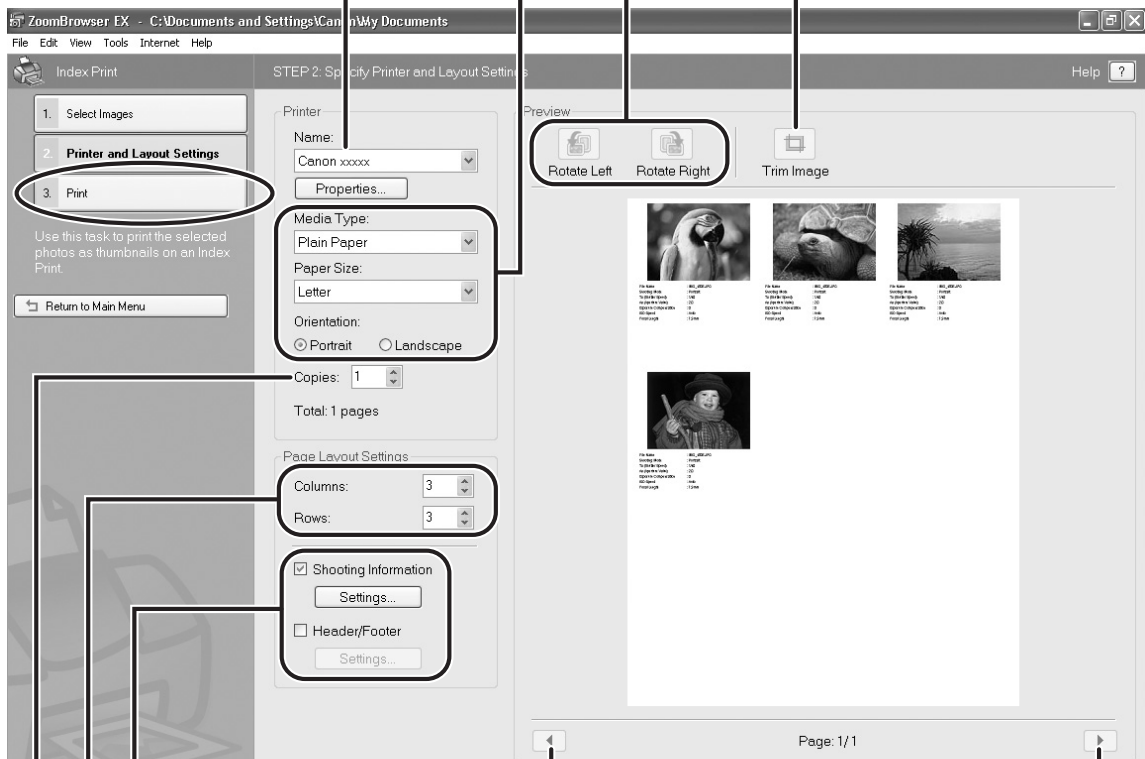 ZoomBrowser EX - C:\Documents and Settings\Canon\My Documents
File Edit View Tools Internet Help
Index Print
STEP 2: Specify Printer and Layout Settings
Help ?
1. Select Images
2. Printer and Layout Settings
3. Print
Use this task to print the selected
photos as thumbnails on an Index
Print.
Return to Main Menu
Printer
Name:
Canon xxxxx
Properties...
Media Type:
Plain Paper
Paper Size:
Letter
Orientation:
Portrait Landscape
Copies: 1
Total: 1 pages
Page Layout Settings
Columns: 3
Rows: 3
Shooting Information
Settings...
Header/Footer
Settings...
Preview
Rotate Left Rotate Right Trim Image
Page: 1/1